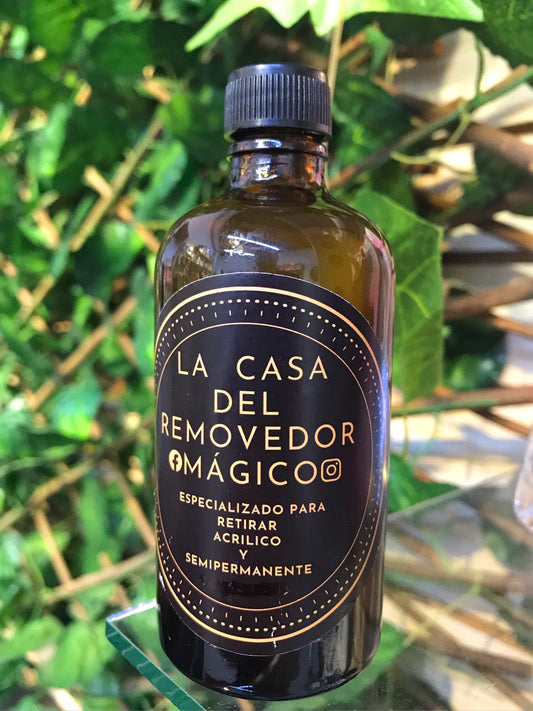 LA CASA
DEL
REMOVEDOR
MÁGICO
ESPECIALIZADO PARA
RETIRAR
ACRILICO
Y
SEMIPERMANENTE